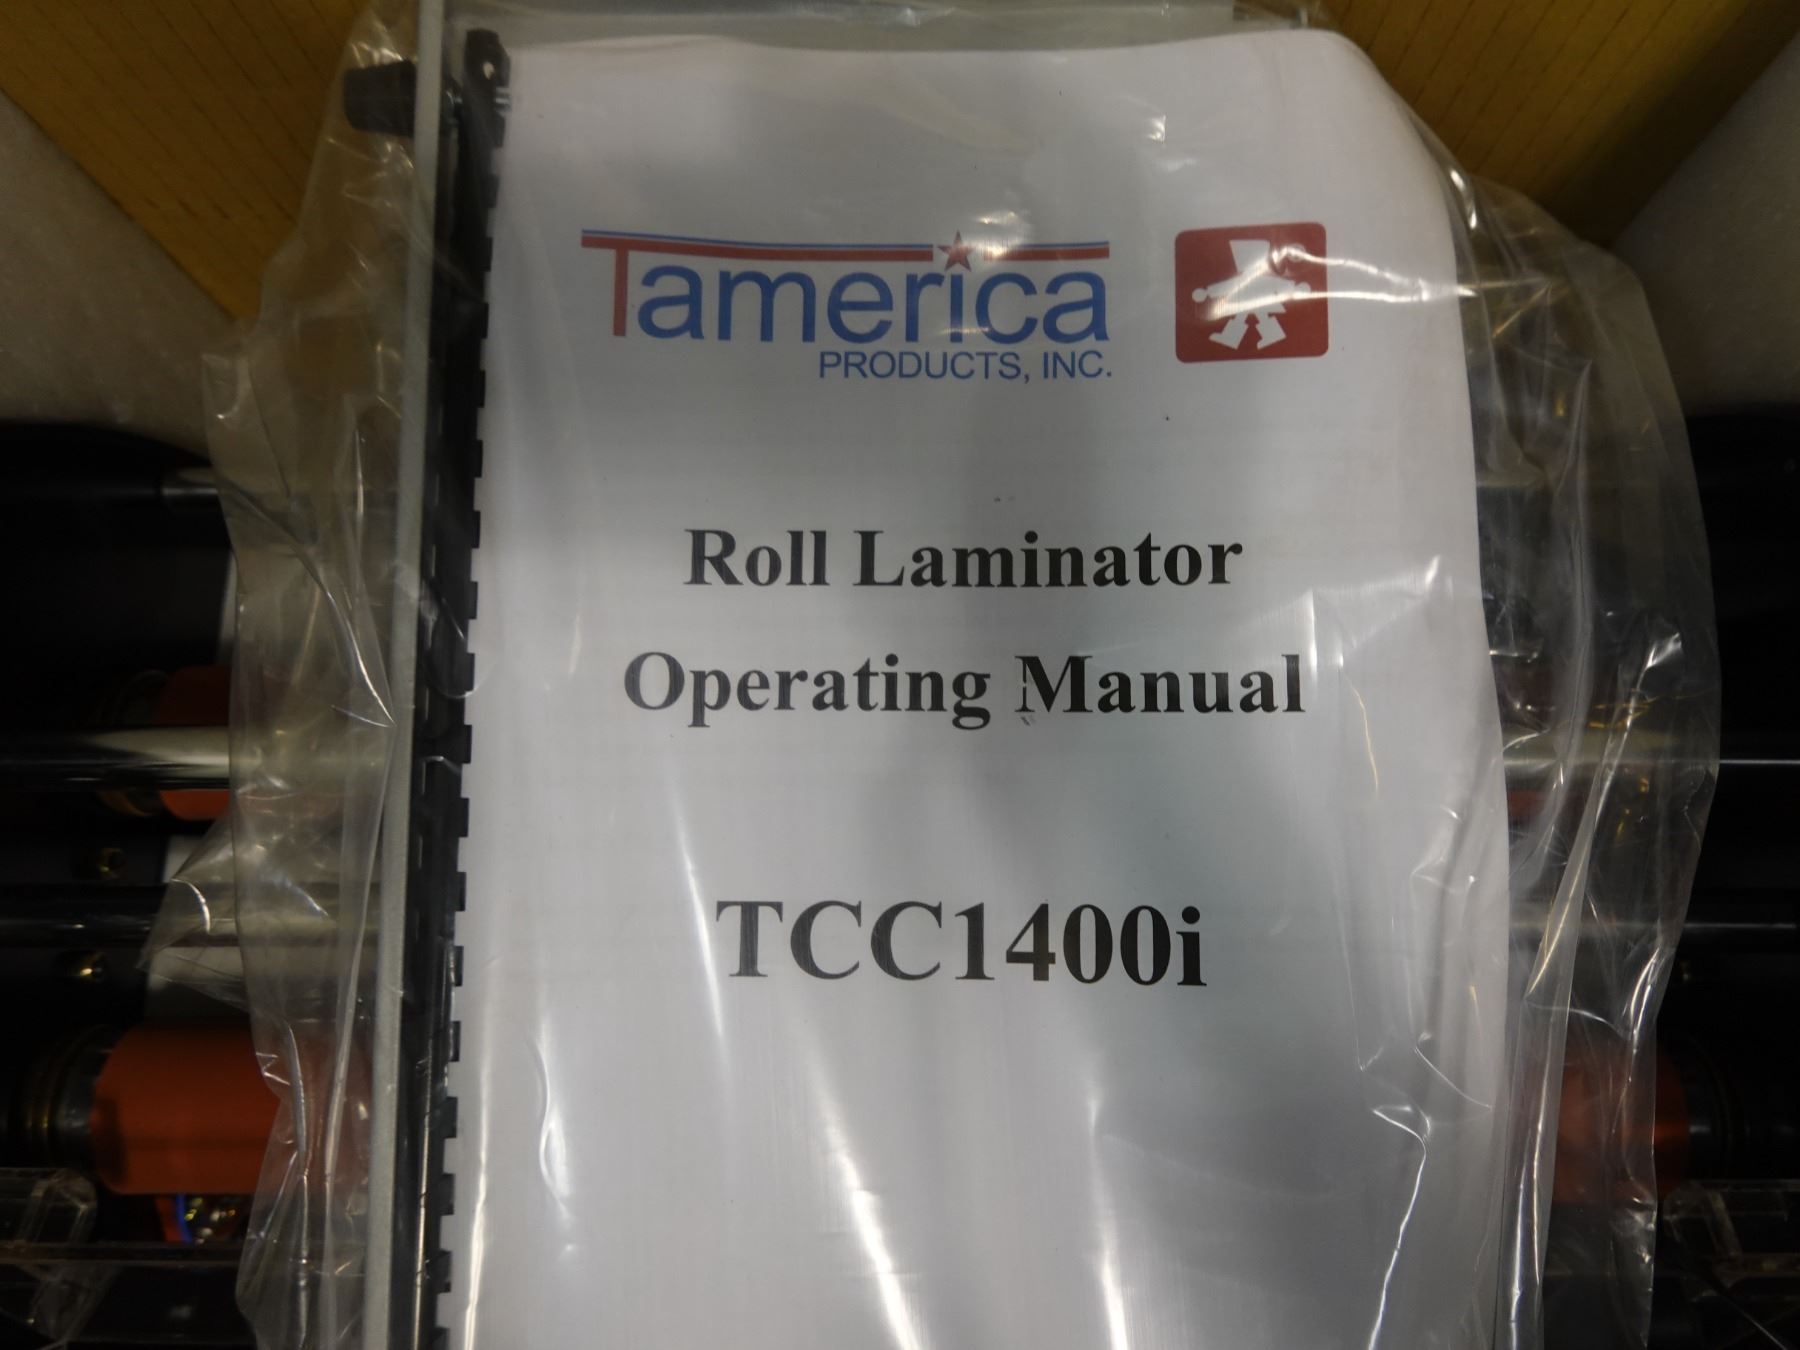 Tamerica
PRODUCTS, INC.
Roll Laminator
Operating Manual
TCC1400i